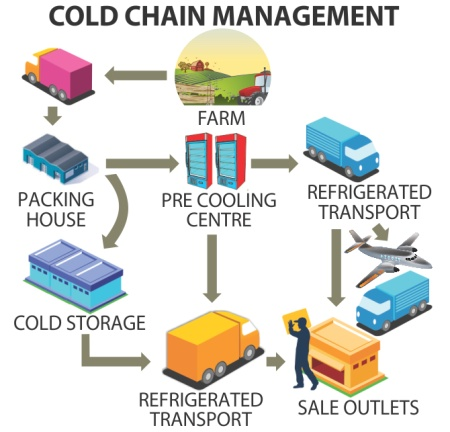 COLD CHAIN MANAGEMENT
FARM
PACKING
HOUSE
PRE COOLING
CENTRE
REFRIGERATED
TRANSPORT
COLD STORAGE
REFRIGERATED
TRANSPORT
SALE OUTLETS